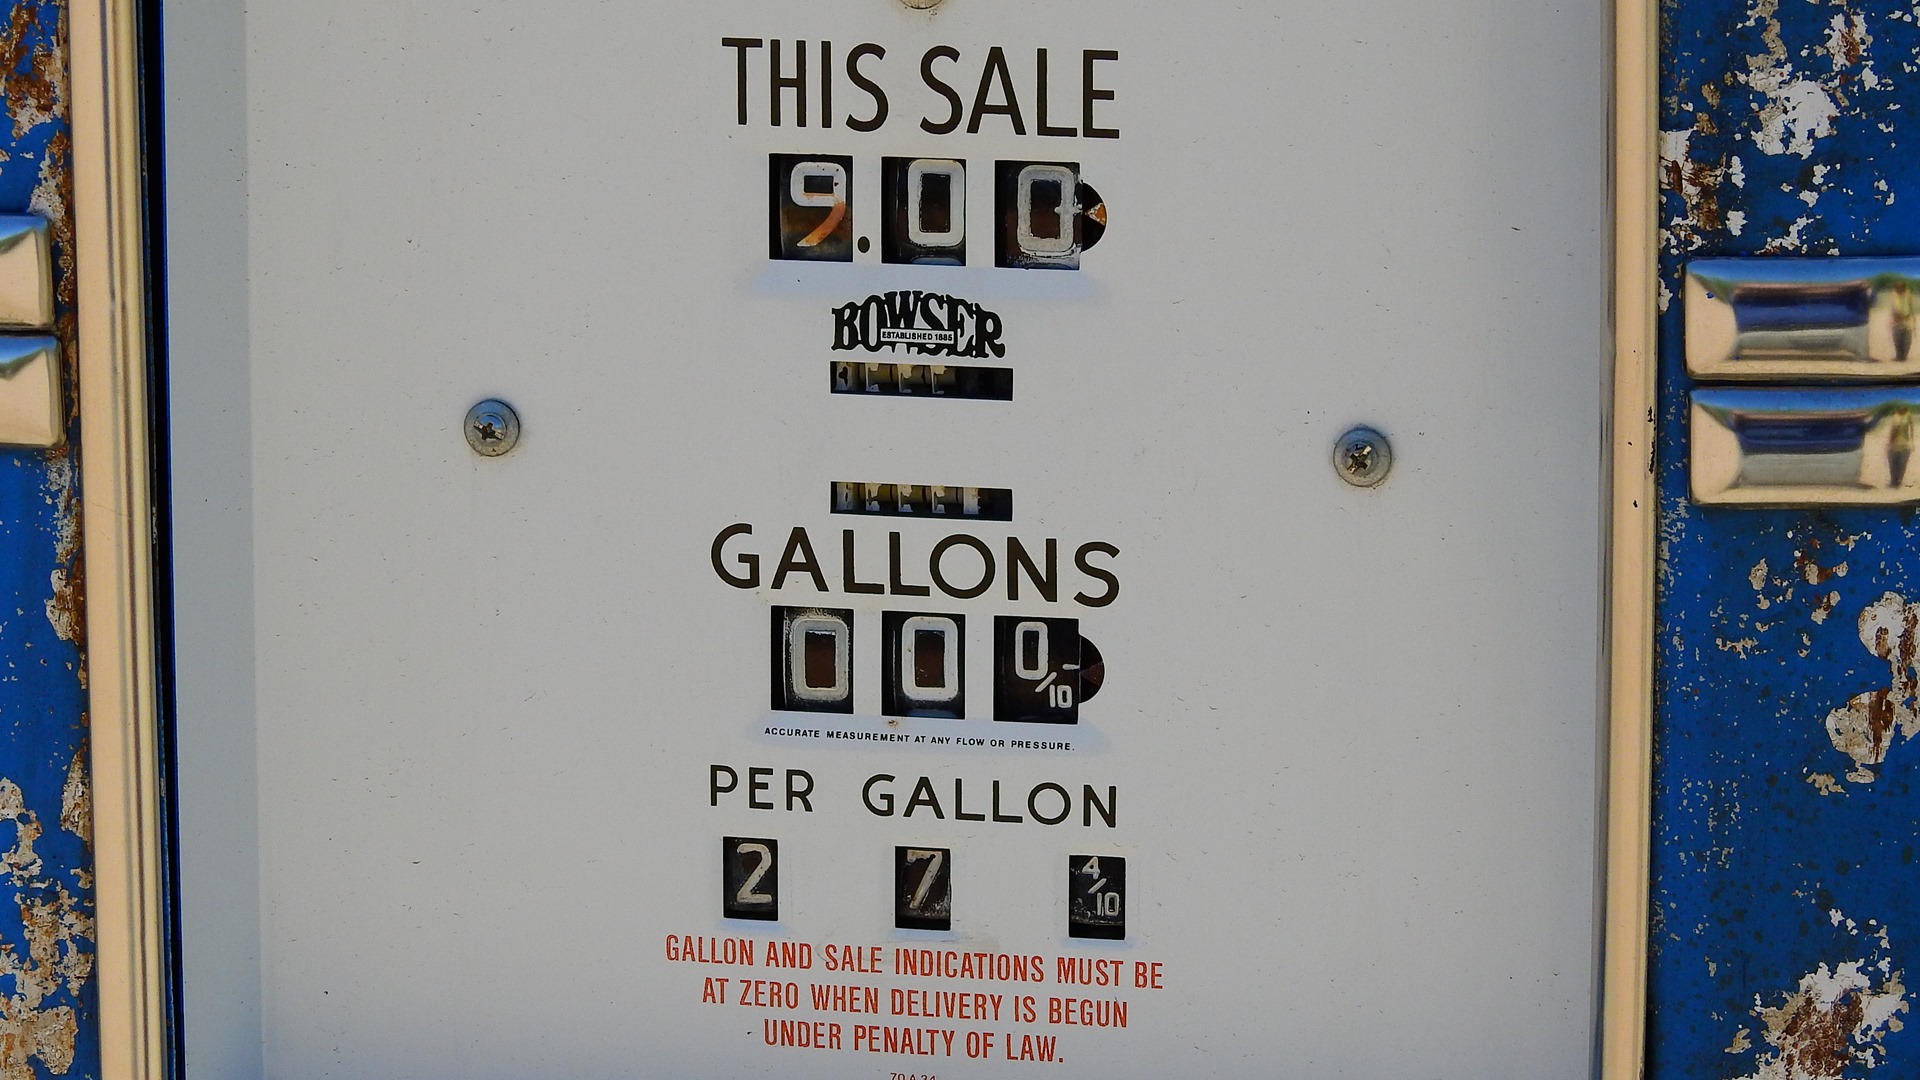 THIS SALE
9.00
BOWSER
ESTABLISHED 1885
GALLONS
0 0 0/10
ACCURATE MEASUREMENT AT ANY FLOW OR PRESSURE.
PER GALLON
2 7 4/10
GALLON AND SALE INDICATIONS MUST BE
AT ZERO WHEN DELIVERY IS BEGUN
UNDER PENALTY OF LAW.